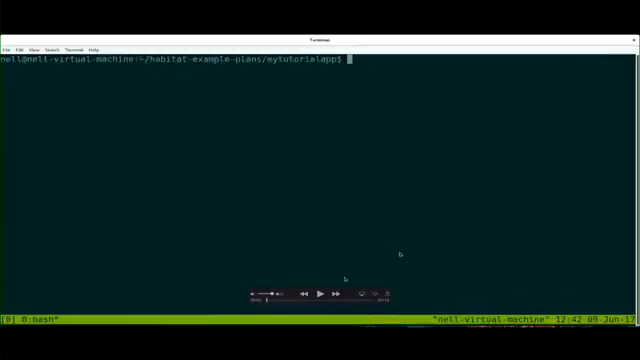 Terminal
File Edit View Search Terminal Help
nell@nell-virtual-machine:~/habitat-example-plans/mytutorialapp$
[0] 0:bash* "nell-virtual-machine" 12:42 09-Jun-17